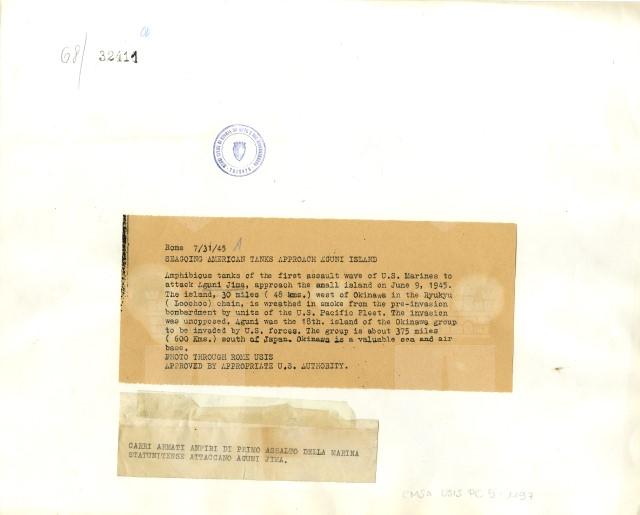 a
G8/ 32411
TRIESTE
Rome 7/31/45 A
SEAGOING AMERICAN TANKS APPROACH AGUNI ISLAND
Amphibious tanks of the first assault wave of U.S. Marines to
attack Aguni Jima, approach the small island on June 9, 1945.
The island, 30 miles ( 48 kms.) west of Okinawa in the Ryukyu
( Loochoo) chain, is wreathed in smoke from the pre-invasion
bombardment by units of the U.S. Pacific Fleet. The invasion
was unopposed. Aguni was the 18th. island of the Okinawa group
to be invaded by U.S. forces. The group is about 375 miles
( 600 Kms.) south of Japan. Okinawa is a valuable sea and air
base.
PHOTO THROUGH ROME USIS
APPROVED BY APPROPRIATE U.S. AUTHORITY.
CARRI ARMATI ANFIBI DI PRIMO ASSALTO DELLA MARINA
STATUNITENSE ATTACCANO AGUNI JIMA.
CMSA USIS PC 5-1197